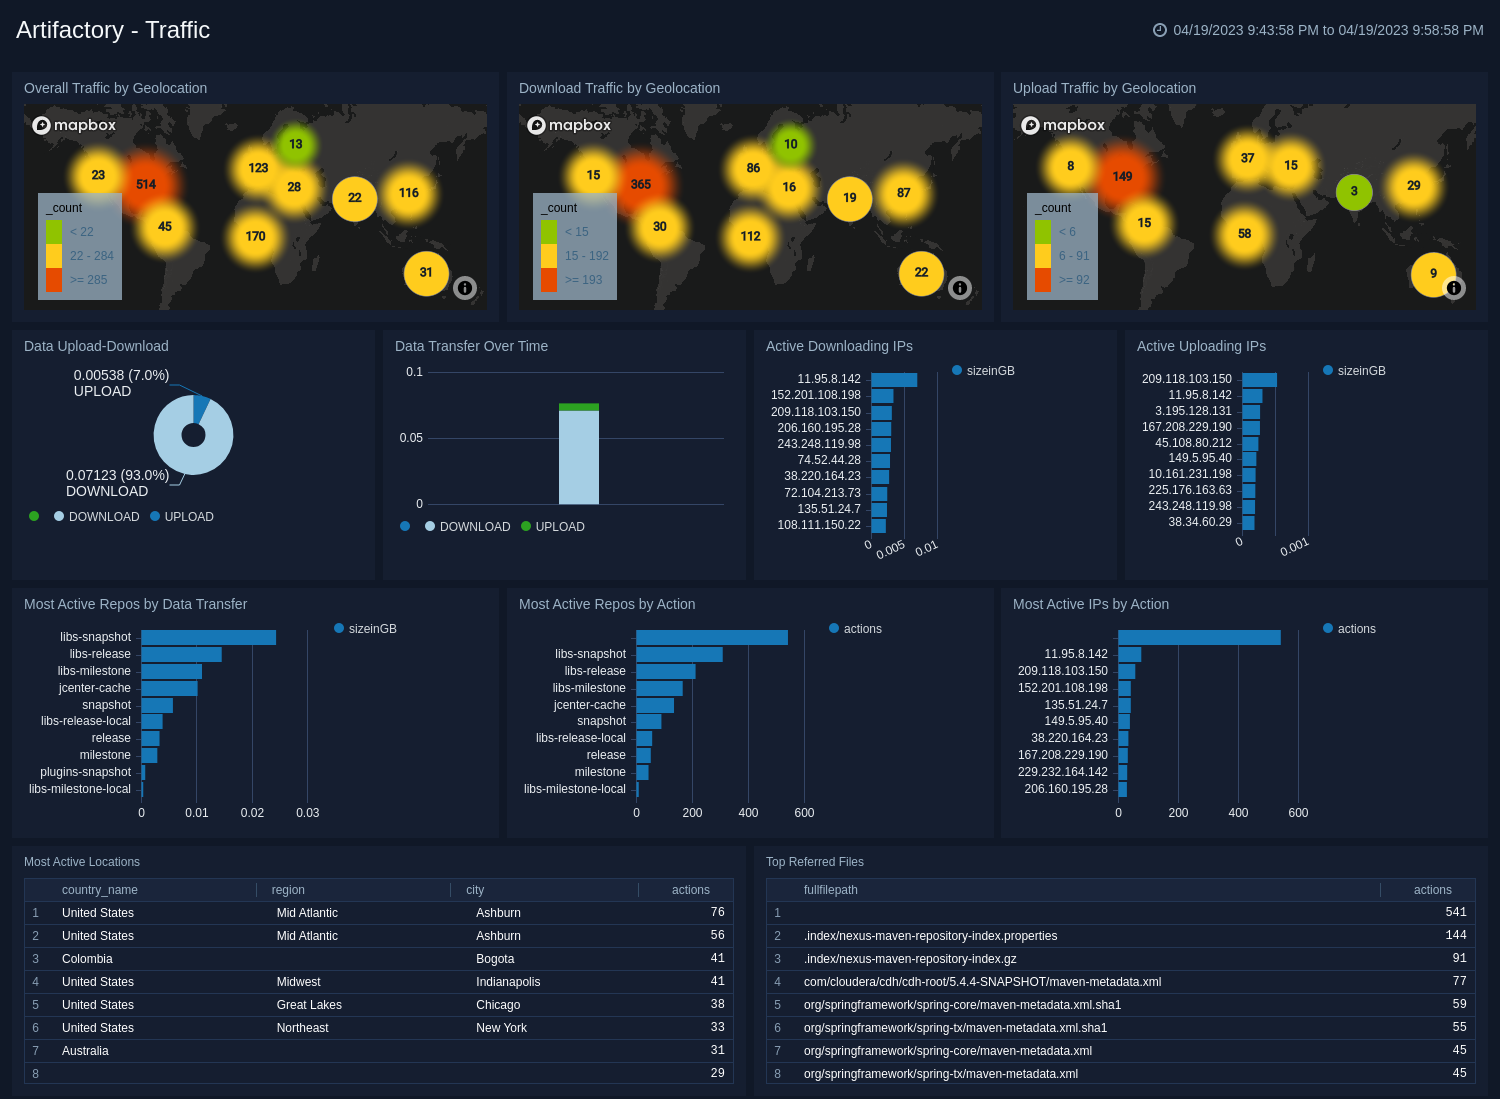 Artifactory - Traffic
04/19/2023 9:43:58 PM to 04/19/2023 9:58:58 PM
Overall Traffic by Geolocation
mapbox
13
123
23
514
28
22
116
45
170
31
_count
< 22
22 - 284
>= 285
Download Traffic by Geolocation
mapbox
10
86
15
365
16
19
87
30
112
22
_count
< 15
15 - 192
>= 193
Upload Traffic by Geolocation
mapbox
37
15
8
149
3
29
15
58
9
_count
< 6
6 - 91
>= 92
Data Upload-Download
0.00538 (7.0%)
UPLOAD
0.07123 (93.0%)
DOWNLOAD
DOWNLOAD
UPLOAD
Data Transfer Over Time
0.1
0.05
0
DOWNLOAD
UPLOAD
Active Downloading IPs
sizeinGB
11.95.8.142
152.201.108.198
209.118.103.150
206.160.195.28
243.248.119.98
74.52.44.28
38.220.164.23
72.104.213.73
135.51.24.7
108.111.150.22
0
0.005
0.01
Active Uploading IPs
sizeinGB
209.118.103.150
11.95.8.142
3.195.128.131
167.208.229.190
45.108.80.212
149.5.95.40
10.161.231.198
225.176.163.63
243.248.119.98
38.34.60.29
0
0.001
Most Active Repos by Data Transfer
sizeinGB
libs-snapshot
libs-release
libs-milestone
jcenter-cache
snapshot
libs-release-local
release
milestone
plugins-snapshot
libs-milestone-local
0
0.01
0.02
0.03
Most Active Repos by Action
actions
libs-snapshot
libs-release
libs-milestone
jcenter-cache
snapshot
libs-release-local
release
milestone
libs-milestone-local
0
200
400
600
Most Active IPs by Action
actions
11.95.8.142
209.118.103.150
152.201.108.198
135.51.24.7
149.5.95.40
38.220.164.23
167.208.229.190
229.232.164.142
206.160.195.28
0
200
400
600
Most Active Locations
country_name region city actions
1 United States Mid Atlantic Ashburn 76
2 United States Mid Atlantic Ashburn 56
3 Colombia Bogota 41
4 United States Midwest Indianapolis 41
5 United States Great Lakes Chicago 38
6 United States Northeast New York 33
7 Australia 31
8 29
Top Referred Files
fullfilepath actions
1 541
2 .index/nexus-maven-repository-index.properties 144
3 .index/nexus-maven-repository-index.gz 91
4 com/cloudera/cdh/cdh-root/5.4.4-SNAPSHOT/maven-metadata.xml 77
5 org/springframework/spring-core/maven-metadata.xml.sha1 59
6 org/springframework/spring-tx/maven-metadata.xml.sha1 55
7 org/springframework/spring-core/maven-metadata.xml 45
8 org/springframework/spring-tx/maven-metadata.xml 45